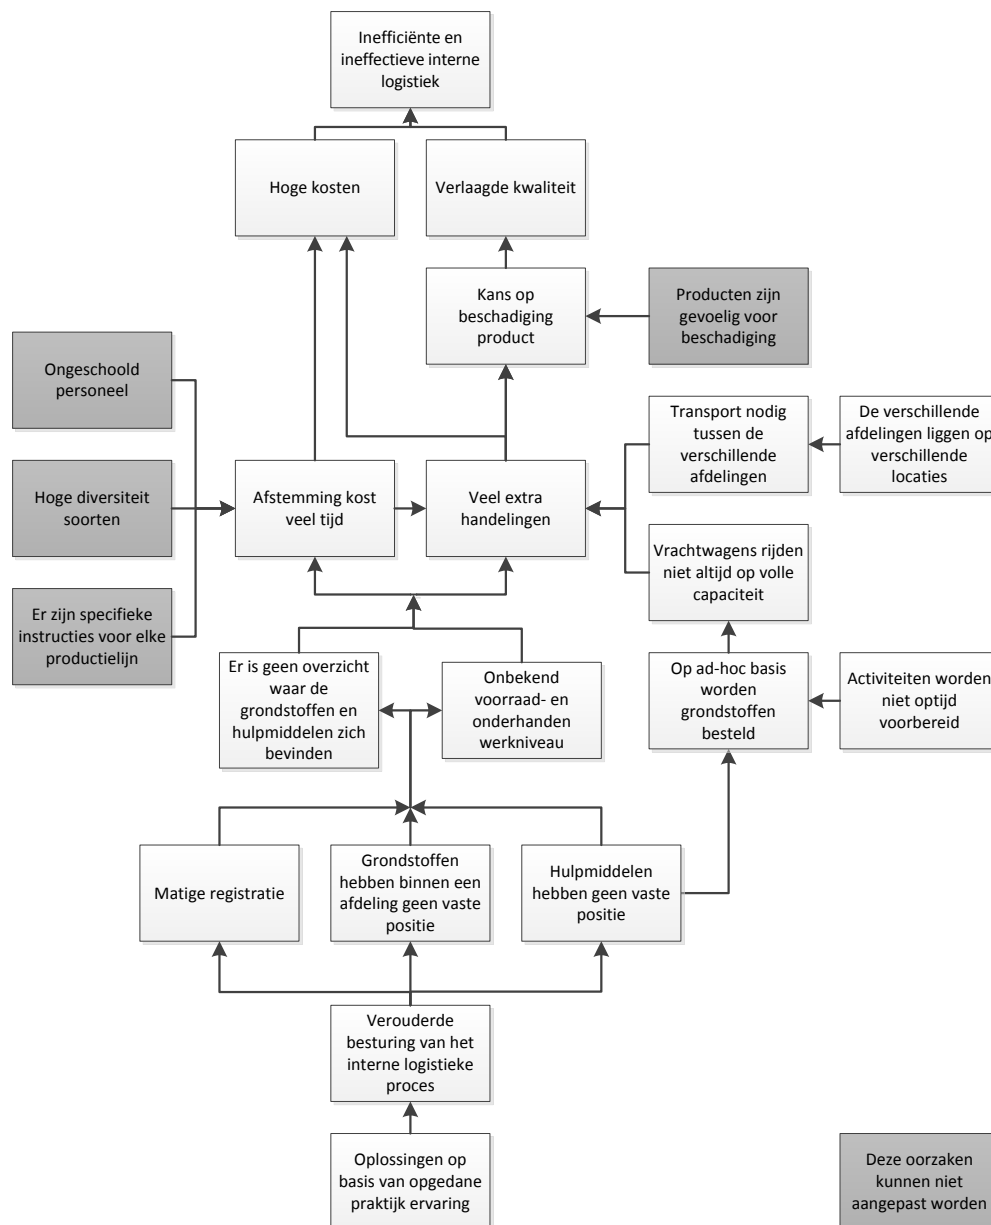 Inefficiënte en
ineffectieve interne
logistiek
Hoge kosten
Verlaagde kwaliteit
Kans op
beschadiging
product
Producten zijn
gevoelig voor
beschadiging
Ongeschoold
personeel
Transport nodig
tussen de
verschillende
afdelingen
De verschillende
afdelingen liggen op
verschillende
locaties
Hoge diversiteit
soorten
Afstemming kost
veel tijd
Veel extra
handelingen
Vrachtwagens rijden
niet altijd op volle
capaciteit
Er zijn specifieke
instructies voor elke
productielijn
Er is geen overzicht
waar de
grondstoffen en
hulpmiddelen zich
bevinden
Onbekend
voorraad- en
onderhanden
werkniveau
Op ad-hoc basis
worden
grondstoffen
besteld
Activiteiten worden
niet optijd
voorbereid
Matige registratie
Grondstoffen
hebben binnen een
afdeling geen vaste
positie
Hulpmiddelen
hebben geen vaste
positie
Verouderde
besturing van het
interne logistieke
proces
Oplossingen op
basis van opgedane
praktijk ervaring
Deze oorzaken
kunnen niet
aangepast worden